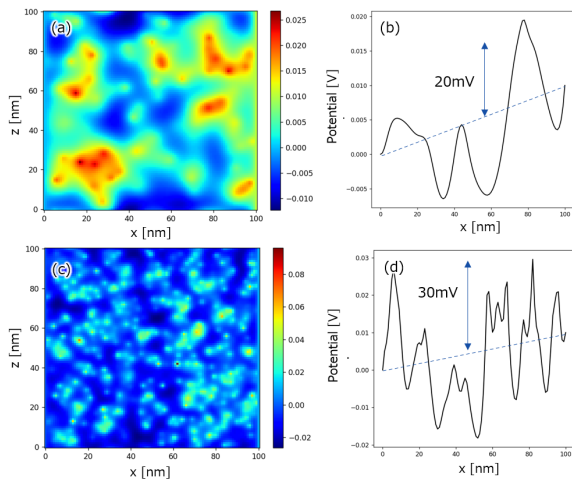 (a)
100
80
60
40
20
0
0 20 40 60 80 100
z [nm]
x [nm]
0.025
0.020
0.015
0.010
0.005
0.000
−0.005
−0.010
(b)
20mV
Potential [V]
0.020
0.015
0.010
0.005
0.000
−0.005
0 20 40 60 80 100
x [nm]
(c)
100
80
60
40
20
0
0 20 40 60 80 100
z [nm]
x [nm]
0.08
0.06
0.04
0.02
0.00
−0.02
(d)
30mV
Potential [V]
0.03
0.02
0.01
0.00
−0.01
−0.02
0 20 40 60 80 100
x [nm]